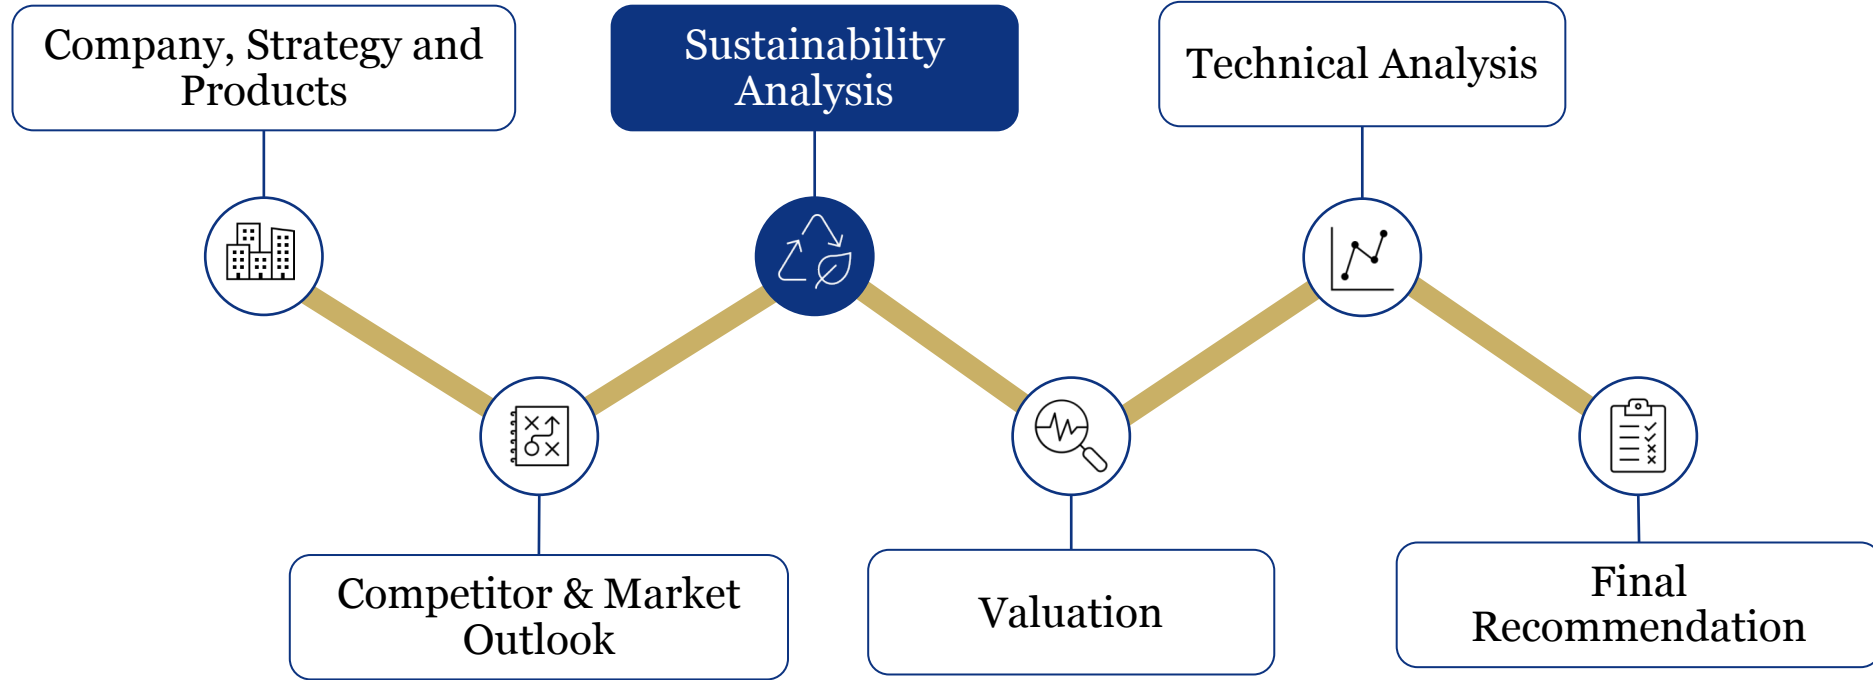 Company, Strategy and
Products
Sustainability
Analysis
Technical Analysis
Competitor & Market
Outlook
Valuation
Final
Recommendation